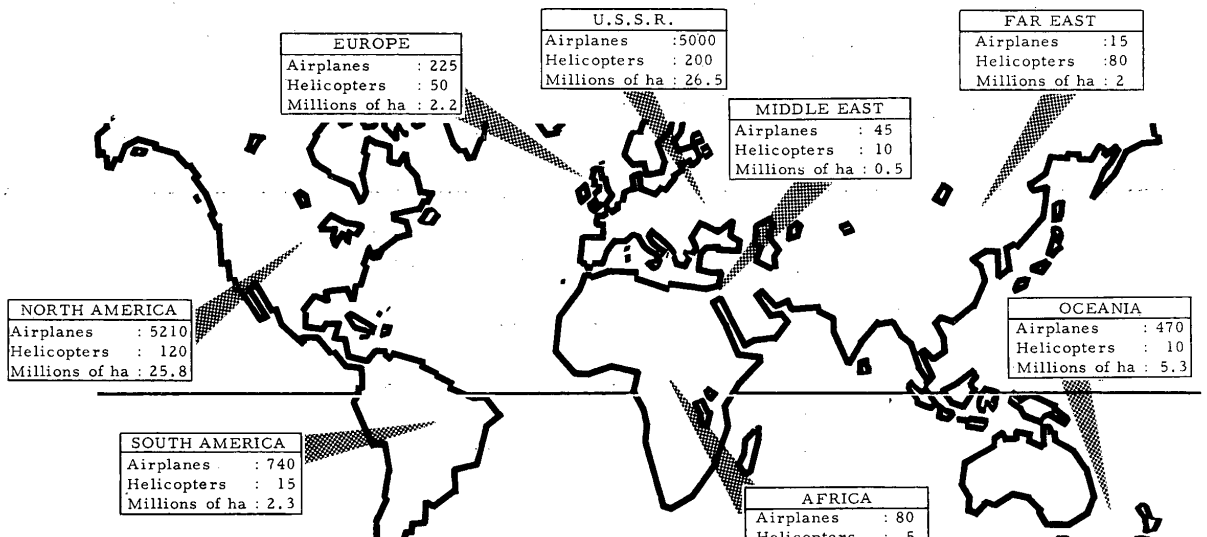 EUROPE
Airplanes : 225
Helicopters : 50
Millions of ha : 2.2
U.S.S.R.
Airplanes :5000
Helicopters : 200
Millions of ha : 26.5
FAR EAST
Airplanes :15
Helicopters :80
Millions of ha : 2
MIDDLE EAST
Airplanes : 45
Helicopters : 10
Millions of ha : 0.5
NORTH AMERICA
Airplanes : 5210
Helicopters : 120
Millions of ha : 25.8
OCEANIA
Airplanes : 470
Helicopters : 10
Millions of ha : 5.3
SOUTH AMERICA
Airplanes : 740
Helicopters : 15
Millions of ha : 2.3
AFRICA
Airplanes : 80
Helicopters : 5